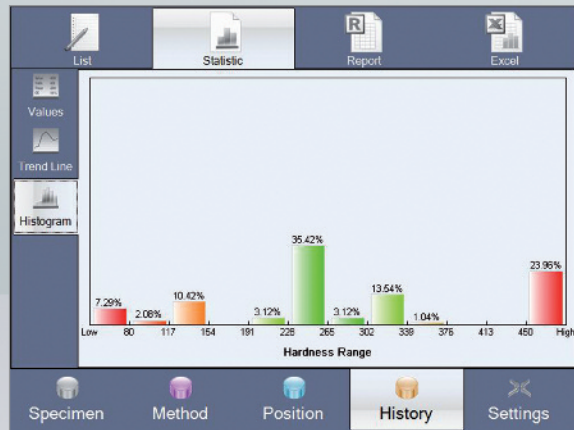 List Statistic Report Excel
Values
Trend Line
Histogram
35.42%
23.96%
13.54%
10.42%
7.29%
3.12% 3.12%
2.08% 1.04%
Low 80 117 154 191 228 265 302 339 376 413 450 High
Hardness Range
Specimen Method Position History Settings